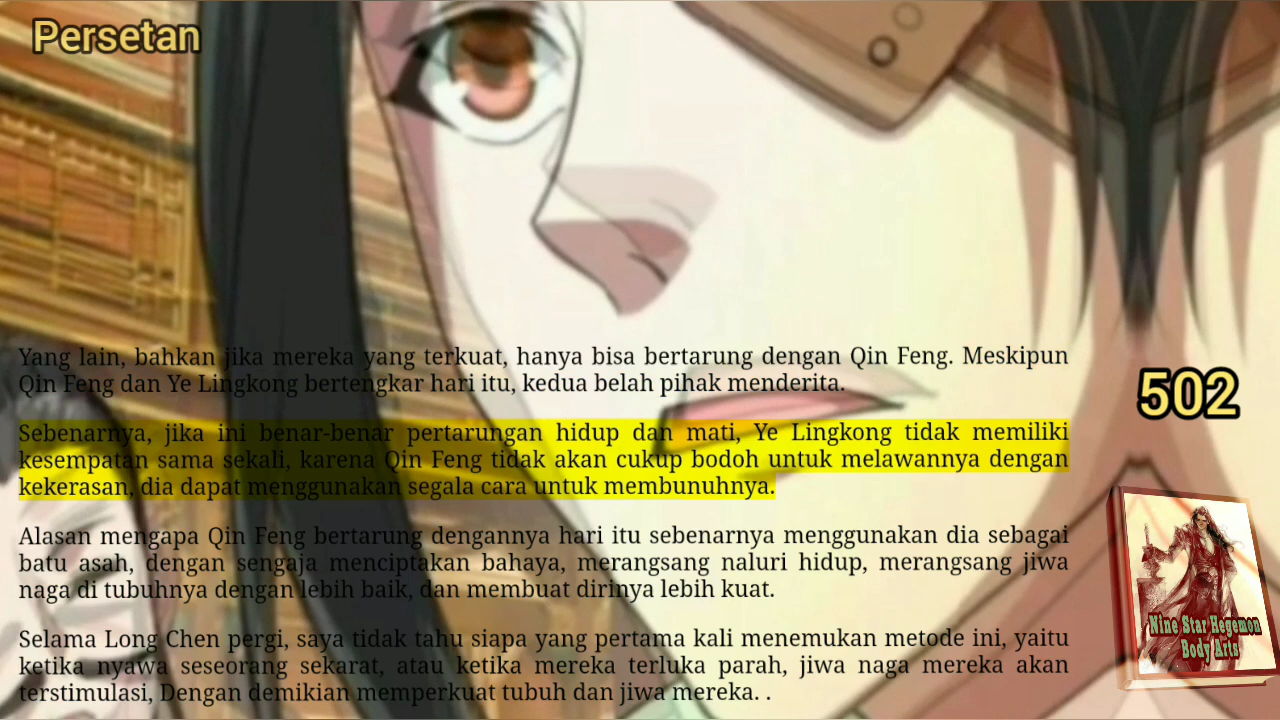 Persetan
Yang lain, bahkan jika mereka yang terkuat, hanya bisa bertarung dengan Qin Feng. Meskipun
Qin Feng dan Ye Lingkong bertengkar hari itu, kedua belah pihak menderita.
Sebenarnya, jika ini benar-benar pertarungan hidup dan mati, Ye Lingkong tidak memiliki
kesempatan sama sekali, karena Qin Feng tidak akan cukup bodoh untuk melawannya dengan
kekerasan, dia dapat menggunakan segala cara untuk membunuhnya.
Alasan mengapa Qin Feng bertarung dengannya hari itu sebenarnya menggunakan dia sebagai
batu asah, dengan sengaja menciptakan bahaya, merangsang naluri hidup, merangsang jiwa
naga di tubuhnya dengan lebih baik, dan membuat dirinya lebih kuat.
Selama Long Chen pergi, saya tidak tahu siapa yang pertama kali menemukan metode ini, yaitu
ketika nyawa seseorang sekarat, atau ketika mereka terluka parah, jiwa naga mereka akan
terstimulasi, Dengan demikian memperkuat tubuh dan jiwa mereka. .
502
Nine Star Hegemon
Body Arts